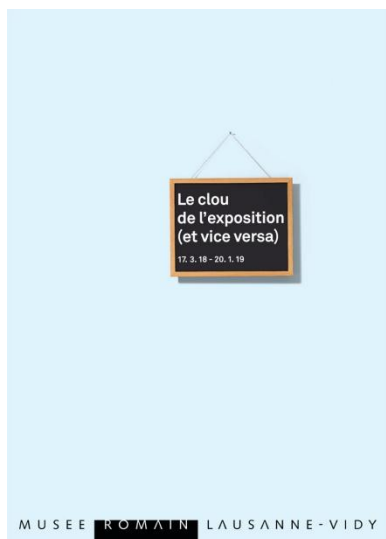 Le clou
de l'exposition
(et vice versa)
17. 3. 18 - 20. 1. 19
MUSEE ROMAIN LAUSANNE-VIDY